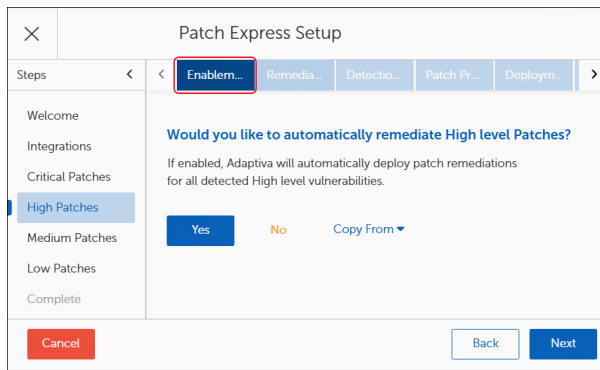 Patch Express Setup
Steps
Enablem...
Remedia...
Detectio...
Patch Pr...
Deploym...
Welcome
Integrations
Critical Patches
High Patches
Medium Patches
Low Patches
Complete
Would you like to automatically remediate High level Patches?
If enabled, Adaptiva will automatically deploy patch remediations
for all detected High level vulnerabilities.
Yes
No
Copy From
Cancel
Back
Next